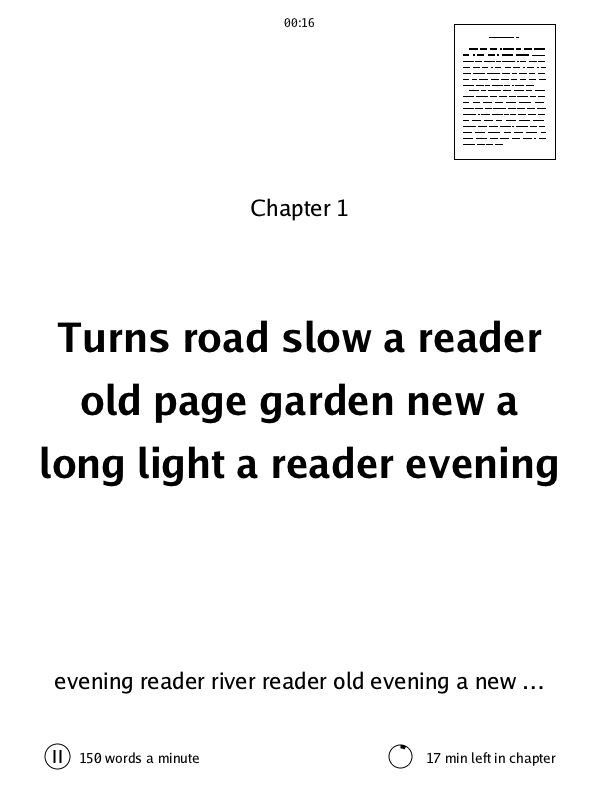 00:16
Chapter 1
Turns road slow a reader
old page garden new a
long light a reader evening
evening reader river reader old evening a new …
150 words a minute
17 min left in chapter